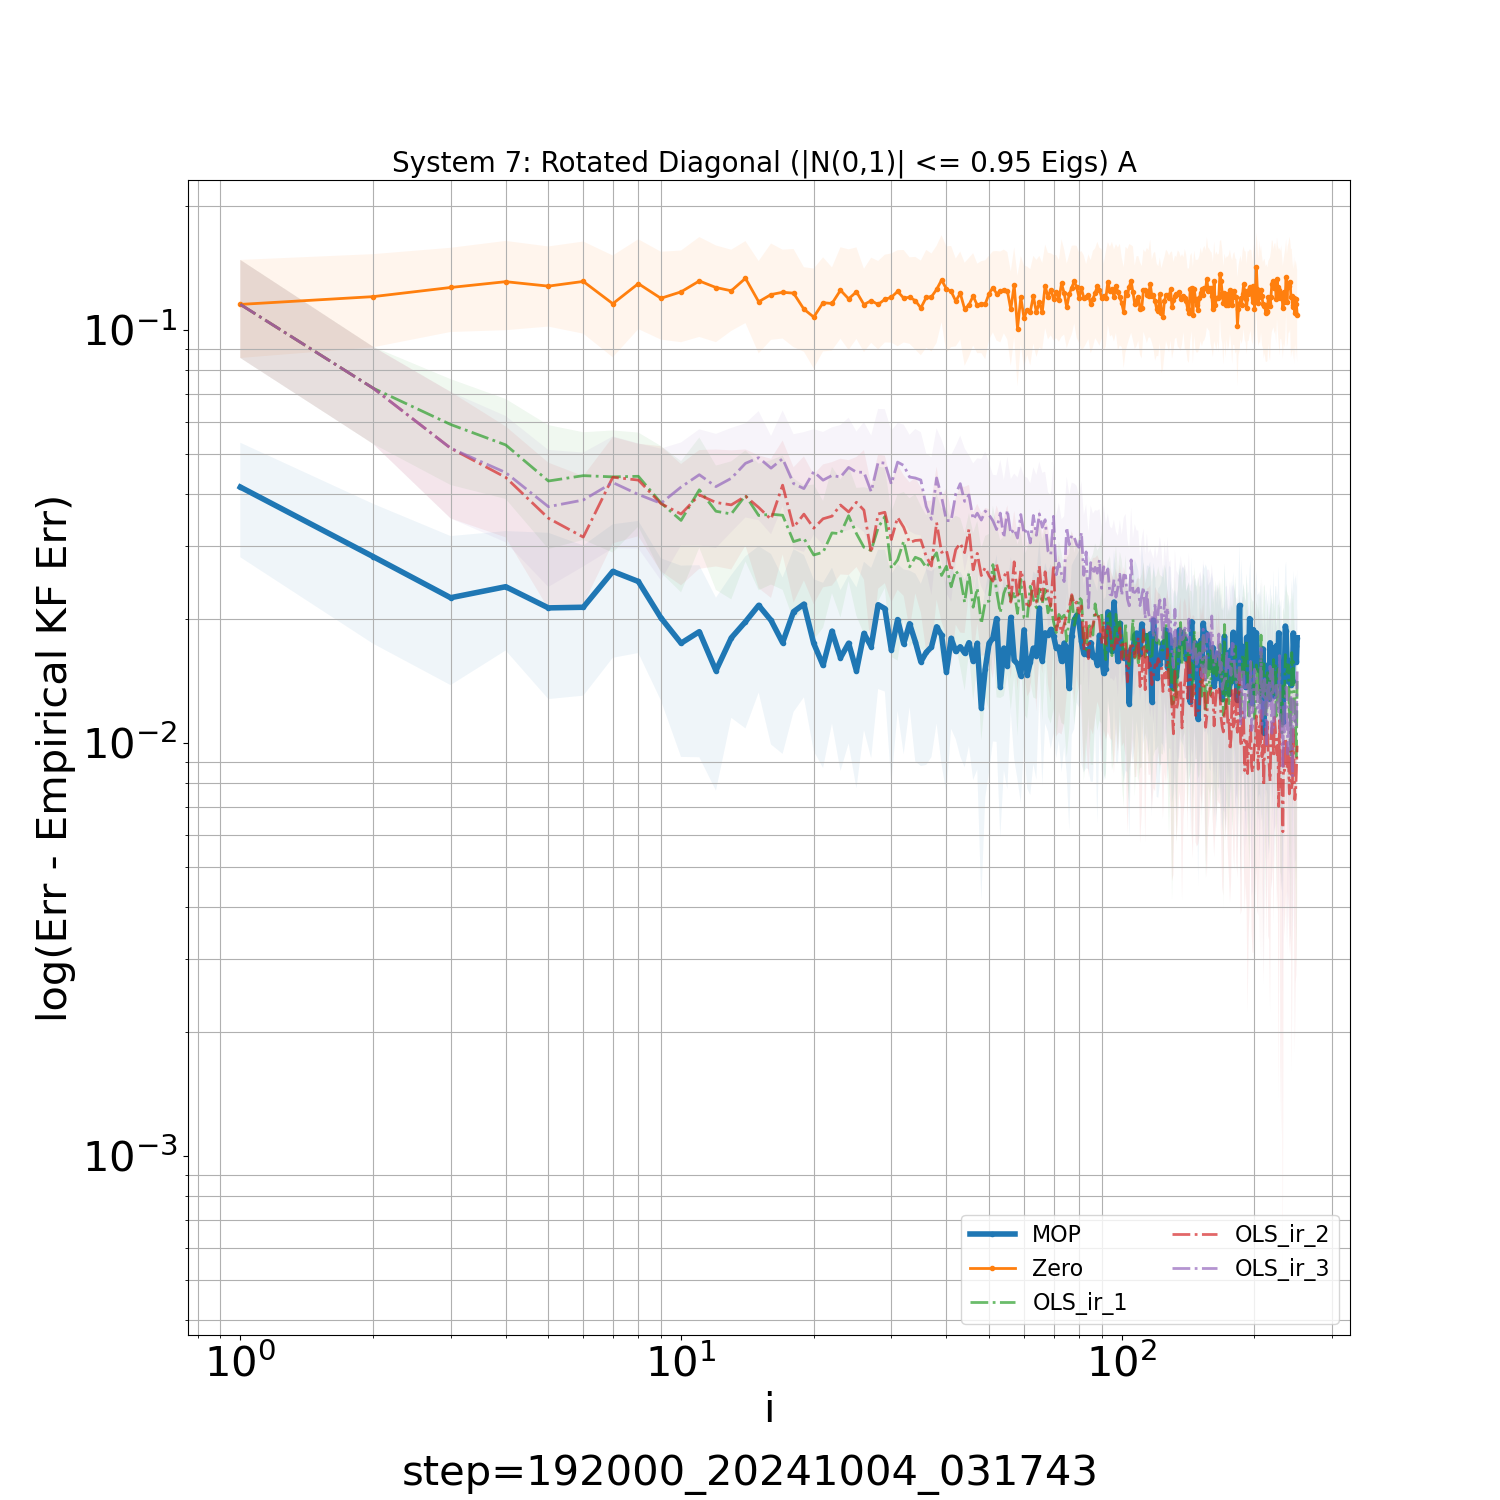 System 7: Rotated Diagonal (|N(0,1)| <= 0.95 Eigs) A
log(Err - Empirical KF Err)
10⁻¹
10⁻²
10⁻³
MOP
Zero
OLS_ir_1
OLS_ir_2
OLS_ir_3
10⁰ 10¹ 10²
i
step=192000_20241004_031743